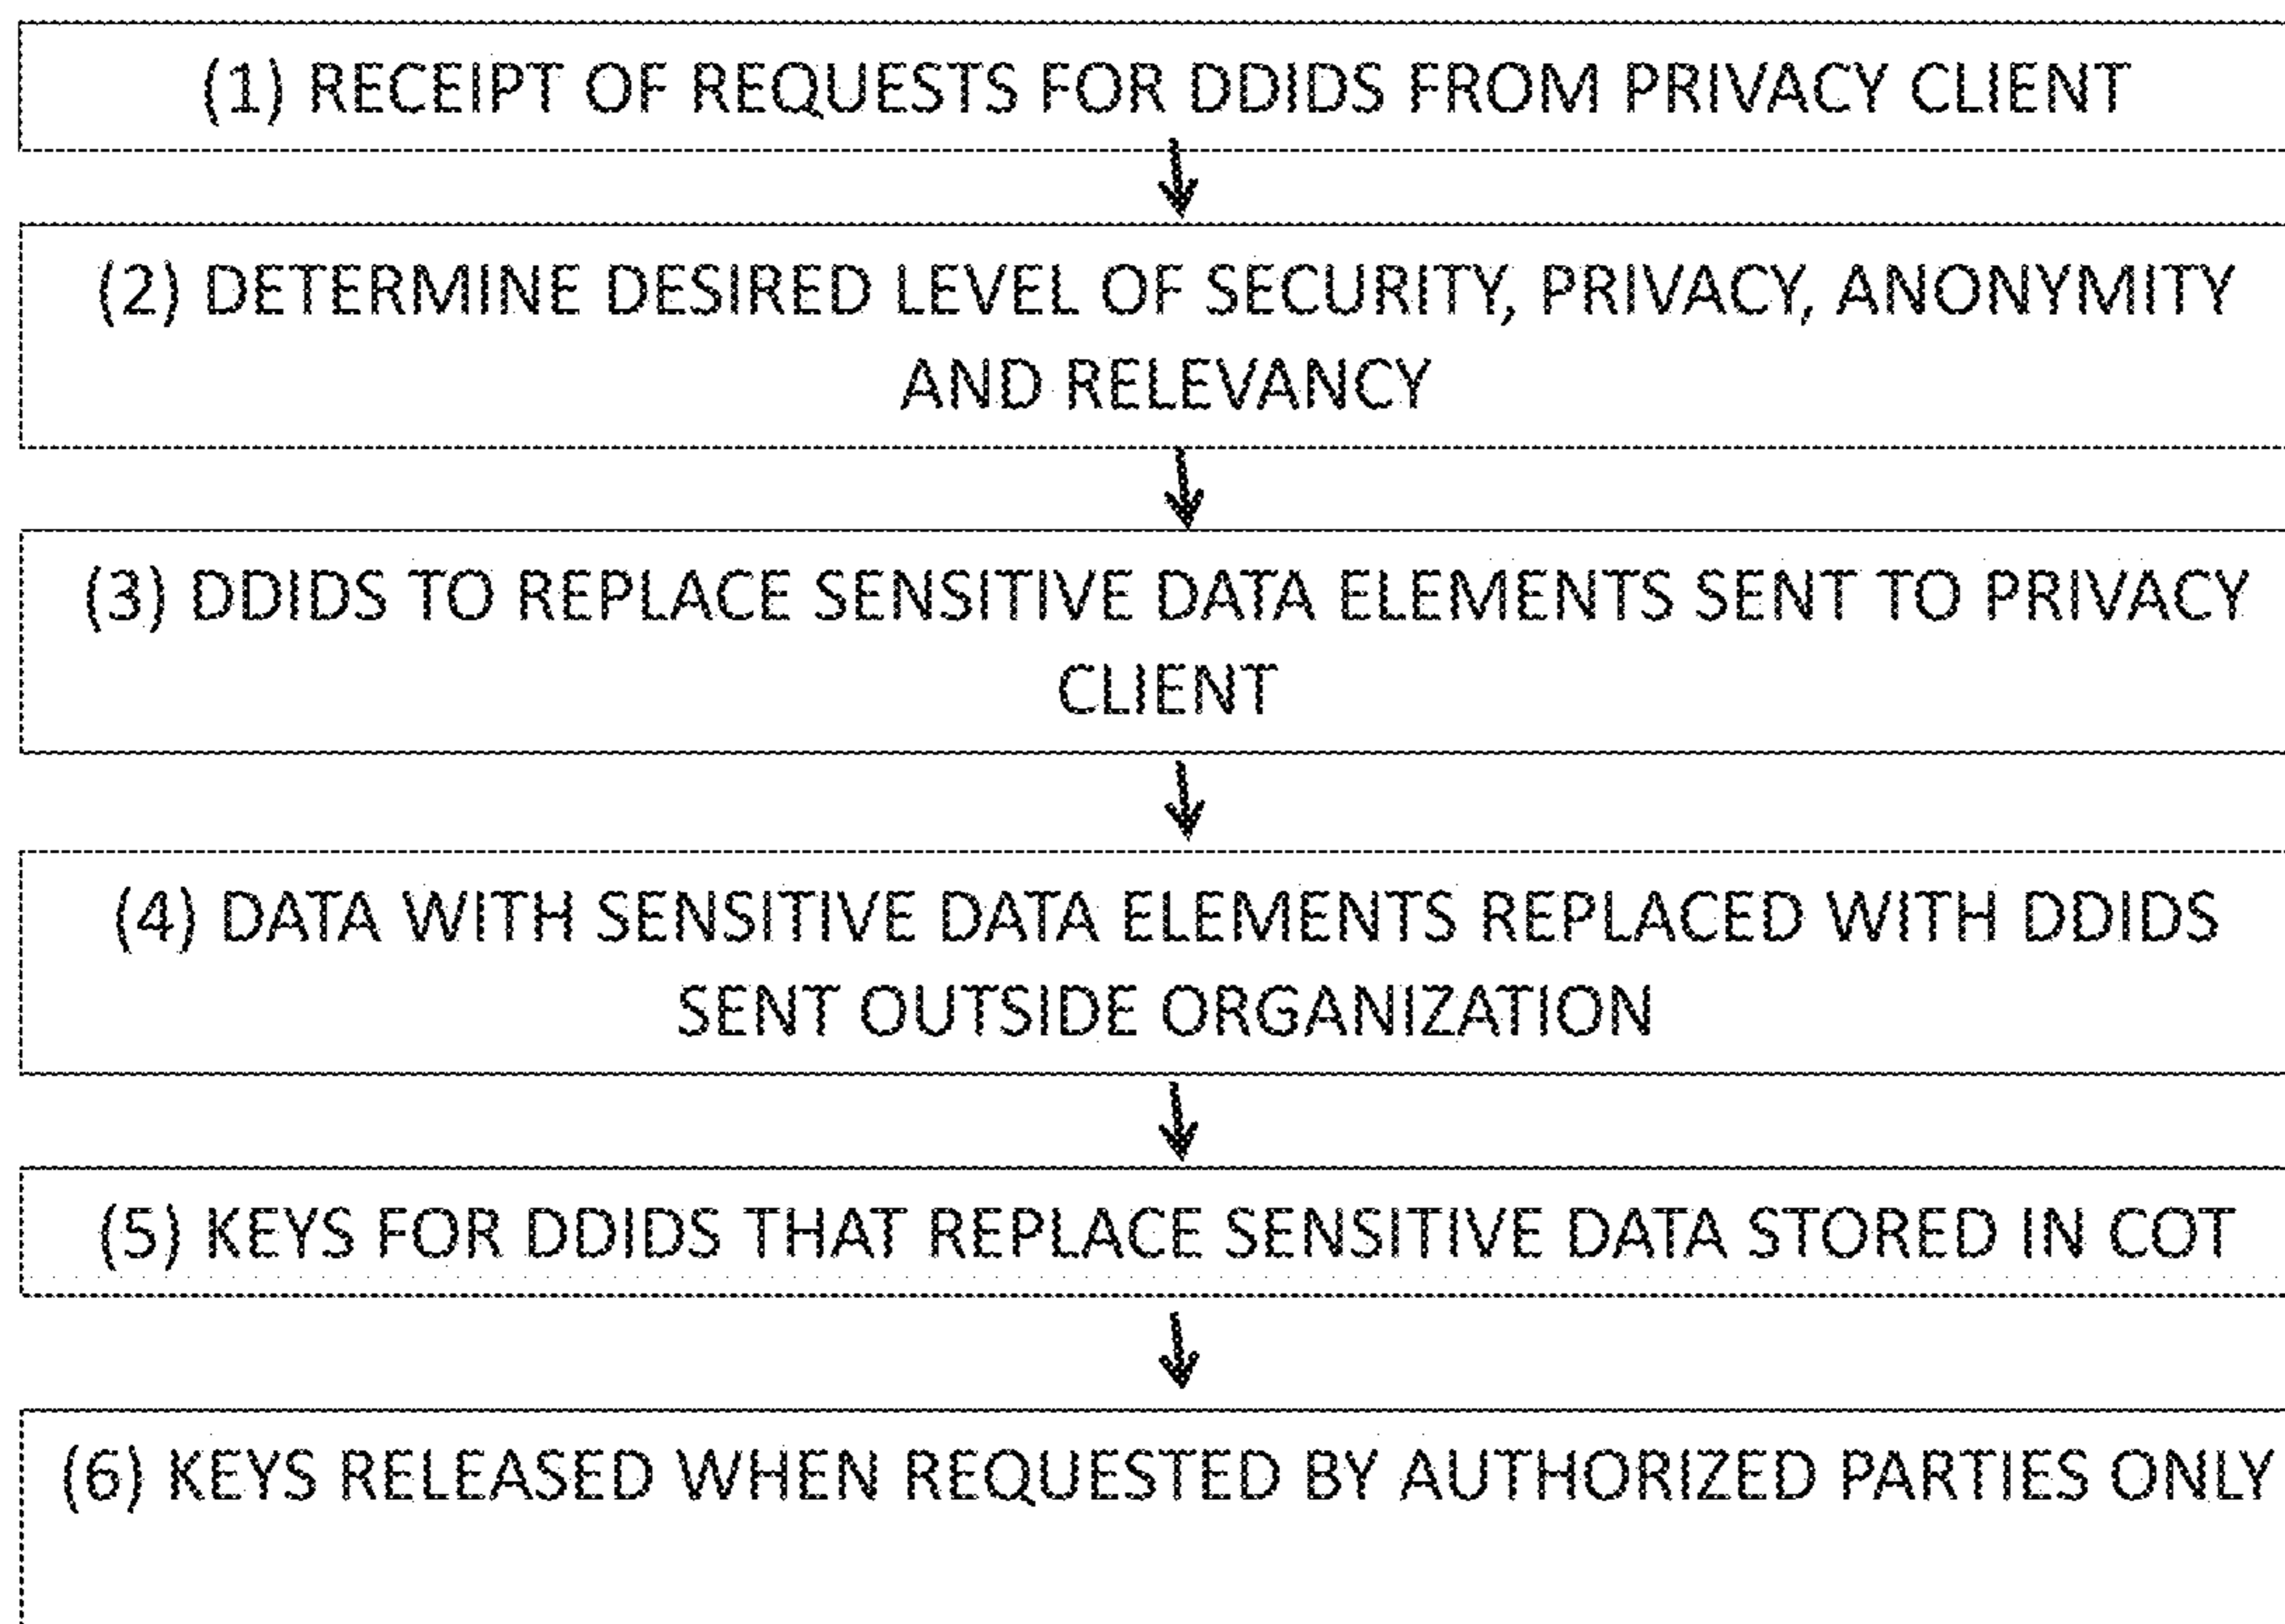 (1) RECEIPT OF REQUESTS FOR DDIDS FROM PRIVACY CLIENT
(2) DETERMINE DESIRED LEVEL OF SECURITY, PRIVACY, ANONYMITY
AND RELEVANCY
(3) DDIDS TO REPLACE SENSITIVE DATA ELEMENTS SENT TO PRIVACY
CLIENT
(4) DATA WITH SENSITIVE DATA ELEMENTS REPLACED WITH DDIDS
SENT OUTSIDE ORGANIZATION
(5) KEYS FOR DDIDS THAT REPLACE SENSITIVE DATA STORED IN COT
(6) KEYS RELEASED WHEN REQUESTED BY AUTHORIZED PARTIES ONLY